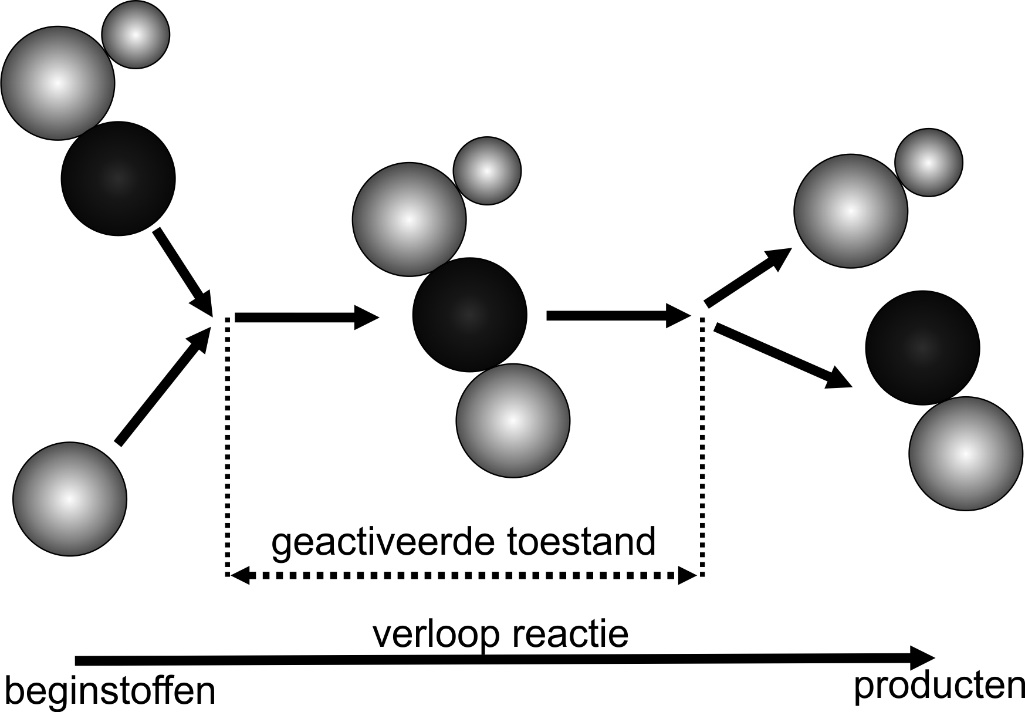 geactiveerde toestand
verloop reactie
beginstoffen
producten